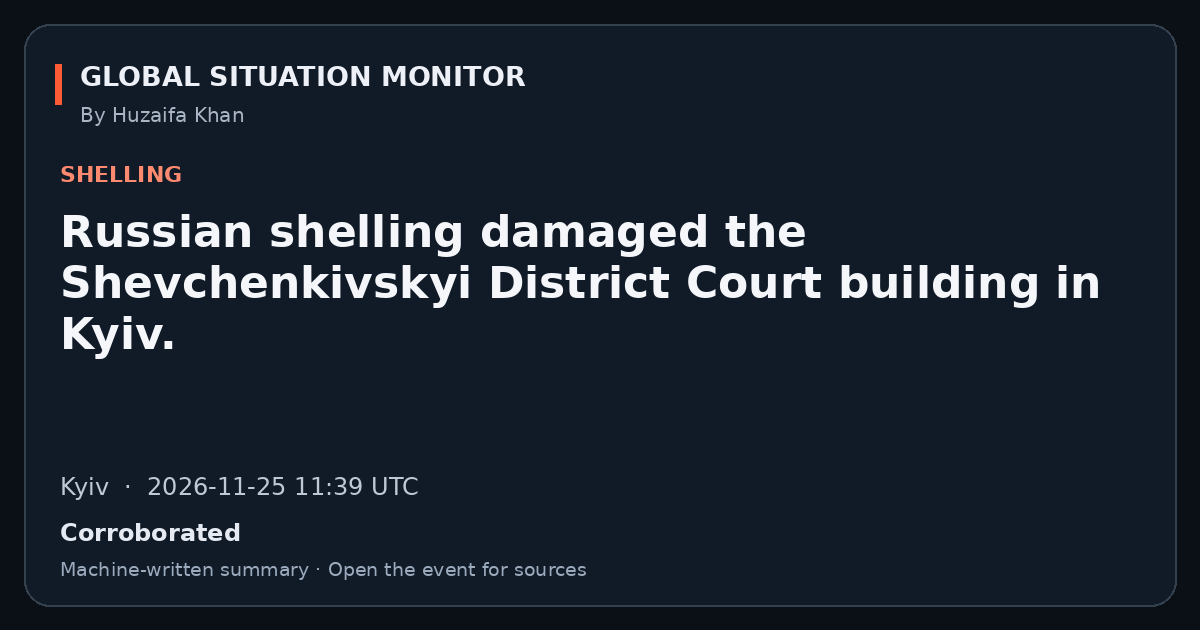 GLOBAL SITUATION MONITOR
By Huzaifa Khan
SHELLING
Russian shelling damaged the
Shevchenkivskyi District Court building in
Kyiv.
Kyiv · 2026-11-25 11:39 UTC
Corroborated
Machine-written summary · Open the event for sources